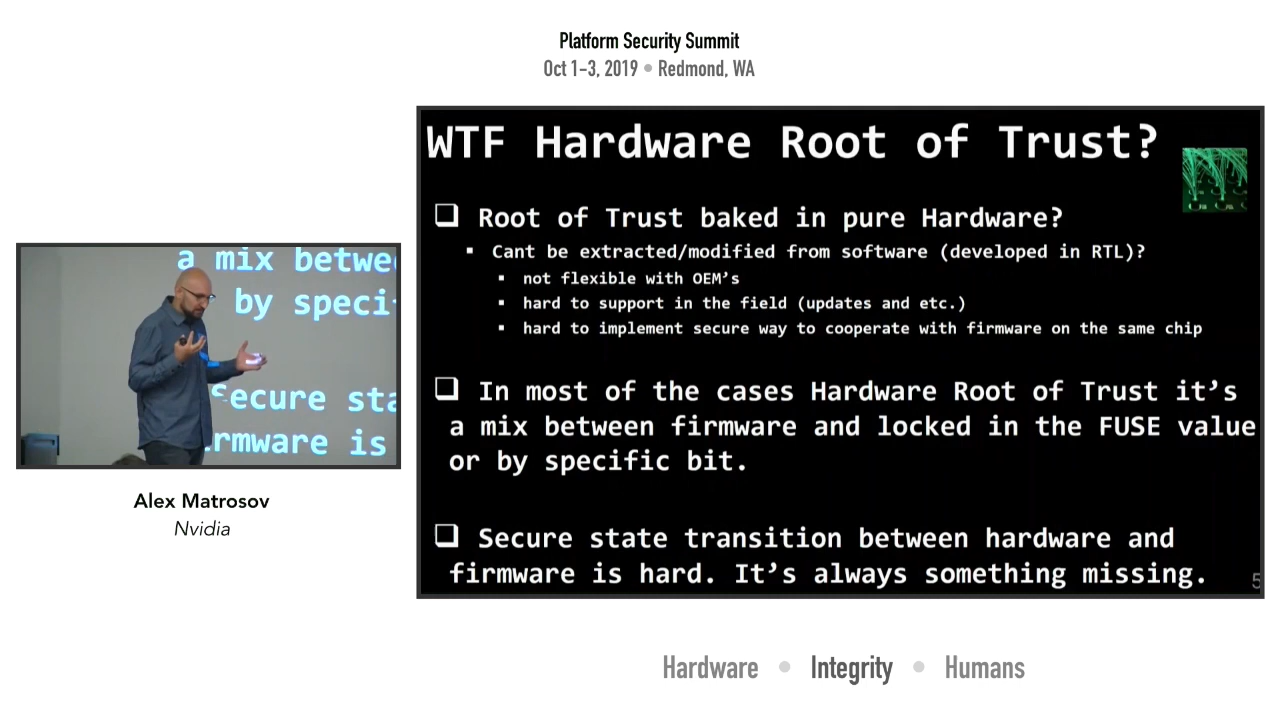 Platform Security Summit
Oct 1-3, 2019 • Redmond, WA
WTF Hardware Root of Trust?
❑ Root of Trust baked in pure Hardware?
▪ Cant be extracted/modified from software (developed in RTL)?
▪ not flexible with OEM’s
▪ hard to support in the field (updates and etc.)
▪ hard to implement secure way to cooperate with firmware on the same chip
❑ In most of the cases Hardware Root of Trust it’s
a mix between firmware and locked in the FUSE value
or by specific bit.
❑ Secure state transition between hardware and
firmware is hard. It’s always something missing.
5
a mix betwee
by specif
Secure sta
rmware is
Alex Matrosov
Nvidia
Hardware • Integrity • Humans